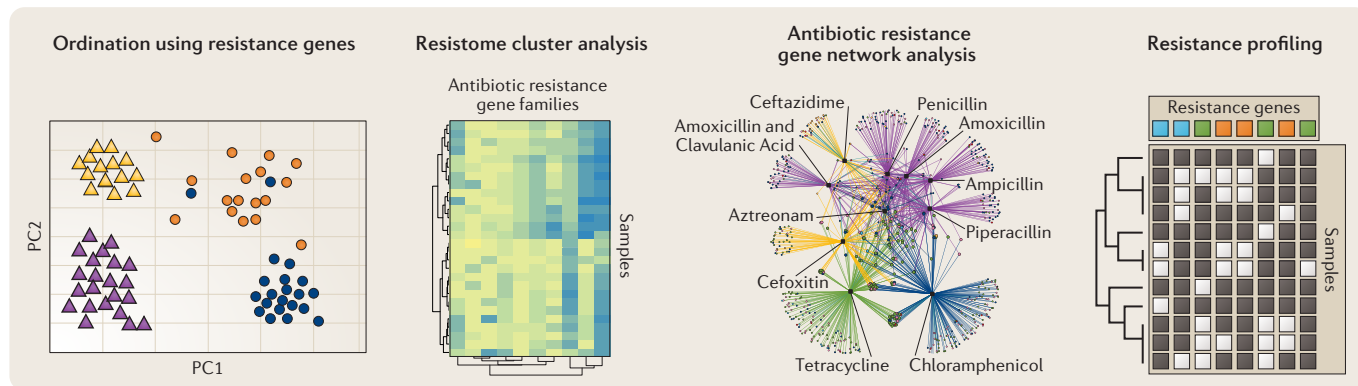 Ordination using resistance genes
PC2
PC1
Resistome cluster analysis
Antibiotic resistance
gene families
Samples
Antibiotic resistance
gene network analysis
Ceftazidime
Amoxicillin and
Clavulanic Acid
Aztreonam
Cefoxitin
Tetracycline
Penicillin
Amoxicillin
Ampicillin
Piperacillin
Chloramphenicol
Resistance profiling
Resistance genes
Samples